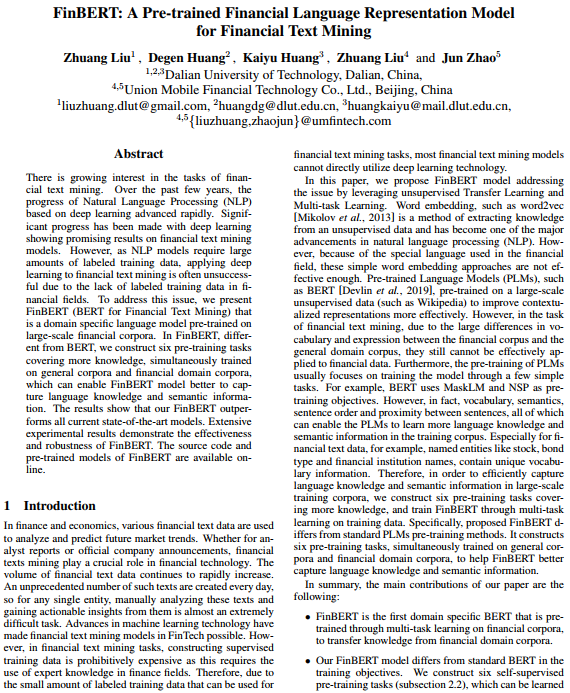 FinBERT: A Pre-trained Financial Language Representation Model
for Financial Text Mining
Zhuang Liu1 , Degen Huang2 , Kaiyu Huang3 , Zhuang Liu4 and Jun Zhao5
1,2,3Dalian University of Technology, Dalian, China,
4,5Union Mobile Financial Technology Co., Ltd., Beijing, China
1liuzhuang.dlut@gmail.com, 2huangdg@dlut.edu.cn, 3huangkaiyu@mail.dlut.edu.cn,
4,5{liuzhuang,zhaojun}@umfintech.com
Abstract
There is growing interest in the tasks of finan-
cial text mining. Over the past few years, the
progress of Natural Language Processing (NLP)
based on deep learning advanced rapidly. Signif-
icant progress has been made with deep learning
showing promising results on financial text mining
models. However, as NLP models require large
amounts of labeled training data, applying deep
learning to financial text mining is often unsuccess-
ful due to the lack of labeled training data in fi-
nancial fields. To address this issue, we present
FinBERT (BERT for Financial Text Mining) that
is a domain specific language model pre-trained on
large-scale financial corpora. In FinBERT, differ-
ent from BERT, we construct six pre-training tasks
covering more knowledge, simultaneously trained
on general corpora and financial domain corpora,
which can enable FinBERT model better to cap-
ture language knowledge and semantic informa-
tion. The results show that our FinBERT outper-
forms all current state-of-the-art models. Extensive
experimental results demonstrate the effectiveness
and robustness of FinBERT. The source code and
pre-trained models of FinBERT are available on-
line.
1 Introduction
In finance and economics, various financial text data are used
to analyze and predict future market trends. Whether for an-
alyst reports or official company announcements, financial
texts mining play a crucial role in financial technology. The
volume of financial text data continues to rapidly increase.
An unprecedented number of such texts are created every day,
so for any single entity, manually analyzing these texts and
gaining actionable insights from them is almost an extremely
difficult task. Advances in machine learning technology have
made financial text mining models in FinTech possible. How-
ever, in financial text mining tasks, constructing supervised
training data is prohibitively expensive as this requires the
use of expert knowledge in finance fields. Therefore, due to
the small amount of labeled training data that can be used for
financial text mining tasks, most financial text mining models
cannot directly utilize deep learning technology.
In this paper, we propose FinBERT model addressing
the issue by leveraging unsupervised Transfer Learning and
Multi-task Learning. Word embedding, such as word2vec
[Mikolov et al., 2013] is a method of extracting knowledge
from an unsupervised data and has become one of the major
advancements in natural language processing (NLP). How-
ever, because of the special language used in the financial
field, these simple word embedding approaches are not ef-
fective enough. Pre-trained Language Models (PLMs), such
as BERT [Devlin et al., 2019], pre-trained on a large-scale
unsupervised data (such as Wikipedia) to improve contextu-
alized representations more effectively. However, in the task
of financial text mining, due to the large differences in vo-
cabulary and expression between the financial corpus and the
general domain corpus, they still cannot be effectively ap-
plied to financial data. Furthermore, the pre-training of PLMs
usually focuses on training the model through a few simple
tasks. For example, BERT uses MaskLM and NSP as pre-
training objectives. However, in fact, vocabulary, semantics,
sentence order and proximity between sentences, all of which
can enable the PLMs to learn more language knowledge and
semantic information in the training corpus. Especially for fi-
nancial text data, for example, named entities like stock, bond
type and financial institution names, contain unique vocabu-
lary information. Therefore, in order to efficiently capture
language knowledge and semantic information in large-scale
training corpora, we construct six pre-training tasks cover-
ing more knowledge, and train FinBERT through multi-task
learning on training data. Specifically, proposed FinBERT d-
iffers from standard PLMs pre-training methods. It constructs
six pre-training tasks, simultaneously trained on general cor-
pora and financial domain corpora, to help FinBERT better
capture language knowledge and semantic information.
In summary, the main contributions of our paper are the
following:
• FinBERT is the first domain specific BERT that is pre-
trained through multi-task learning on financial corpora,
to transfer knowledge from financial domain corpora.
• Our FinBERT model differs from standard BERT in the
training objectives. We construct six self-supervised
pre-training tasks (subsection 2.2), which can be learned